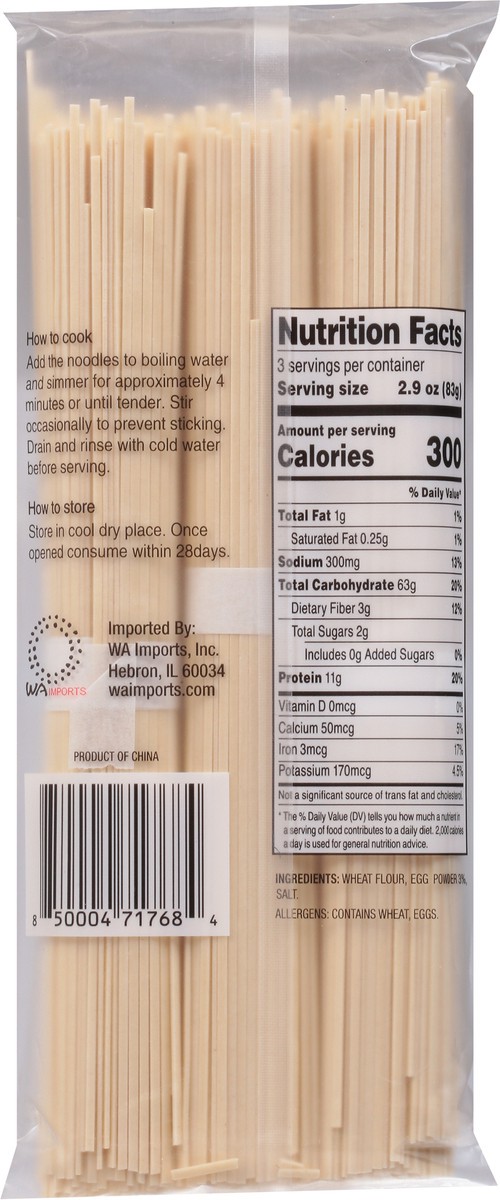 How to cook
Add the noodles to boiling water
and simmer for approximately 4
minutes or until tender. Stir
occasionally to prevent sticking.
Drain and rinse with cold water
before serving.
How to store
Store in cool dry place. Once
opened consume within 28days.
WA IMPORTS
Imported By:
WA Imports, Inc.
Hebron, IL 60034
waimports.com
PRODUCT OF CHINA
8 50004 71768 4
Nutrition Facts
3 servings per container
Serving size 2.9 oz (83g)
Amount per serving
Calories 300
% Daily Value*
Total Fat 1g 1%
Saturated Fat 0.25g 1%
Sodium 300mg 13%
Total Carbohydrate 63g 20%
Dietary Fiber 3g 12%
Total Sugars 2g
Includes 0g Added Sugars 0%
Protein 11g 20%
Vitamin D 0mcg 0%
Calcium 50mcg 5%
Iron 3mcg 17%
Potassium 170mcg 4.5%
Not a significant source of trans fat and cholesterol.
* The % Daily Value (DV) tells you how much a nutrient in
a serving of food contributes to a daily diet. 2,000 calories
a day is used for general nutrition advice.
INGREDIENTS: WHEAT FLOUR, EGG POWDER 3%,
SALT.
ALLERGENS: CONTAINS WHEAT, EGGS.